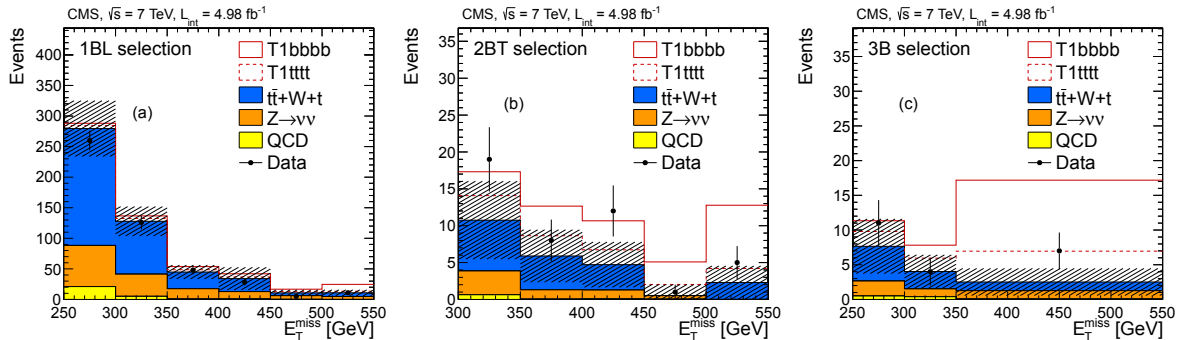 CMS, √s = 7 TeV, L_int = 4.98 fb⁻¹
Events
1BL selection
(a)
T1bbbb
T1tttt
tt̄+W+t
Z→νν
QCD
Data
0 50 100 150 200 250 300 350 400
250 300 350 400 450 500 550
E_T^miss [GeV]
CMS, √s = 7 TeV, L_int = 4.98 fb⁻¹
Events
2BT selection
(b)
T1bbbb
T1tttt
tt̄+W+t
Z→νν
QCD
Data
0 5 10 15 20 25 30 35 40
300 350 400 450 500 550
E_T^miss [GeV]
CMS, √s = 7 TeV, L_int = 4.98 fb⁻¹
Events
3B selection
(c)
T1bbbb
T1tttt
tt̄+W+t
Z→νν
QCD
Data
0 5 10 15 20 25 30 35
250 300 350 400 450 500 550
E_T^miss [GeV]